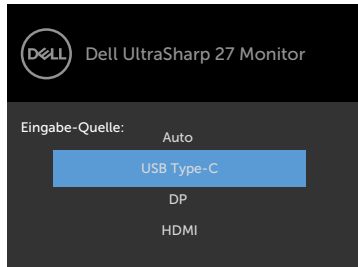 DELL
Dell UltraSharp 27 Monitor
Eingabe-Quelle:
Auto
USB Type-C
DP
HDMI